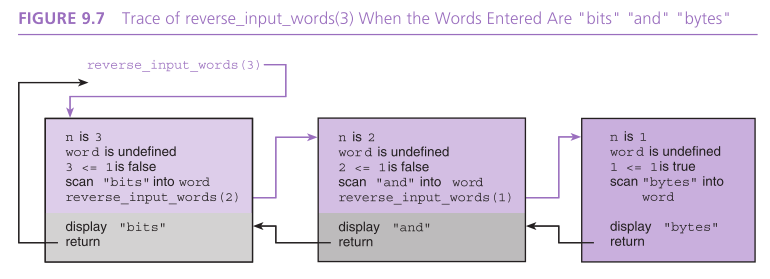 FIGURE 9.7 Trace of reverse_input_words(3) When the Words Entered Are "bits" "and" "bytes"
reverse_input_words(3)
n is 3
word is undefined
3 <= 1 is false
scan "bits" into word
reverse_input_words(2)
display "bits"
return
n is 2
word is undefined
2 <= 1 is false
scan "and" into word
reverse_input_words(1)
display "and"
return
n is 1
word is undefined
1 <= 1 is true
scan "bytes" into
word
display "bytes"
return